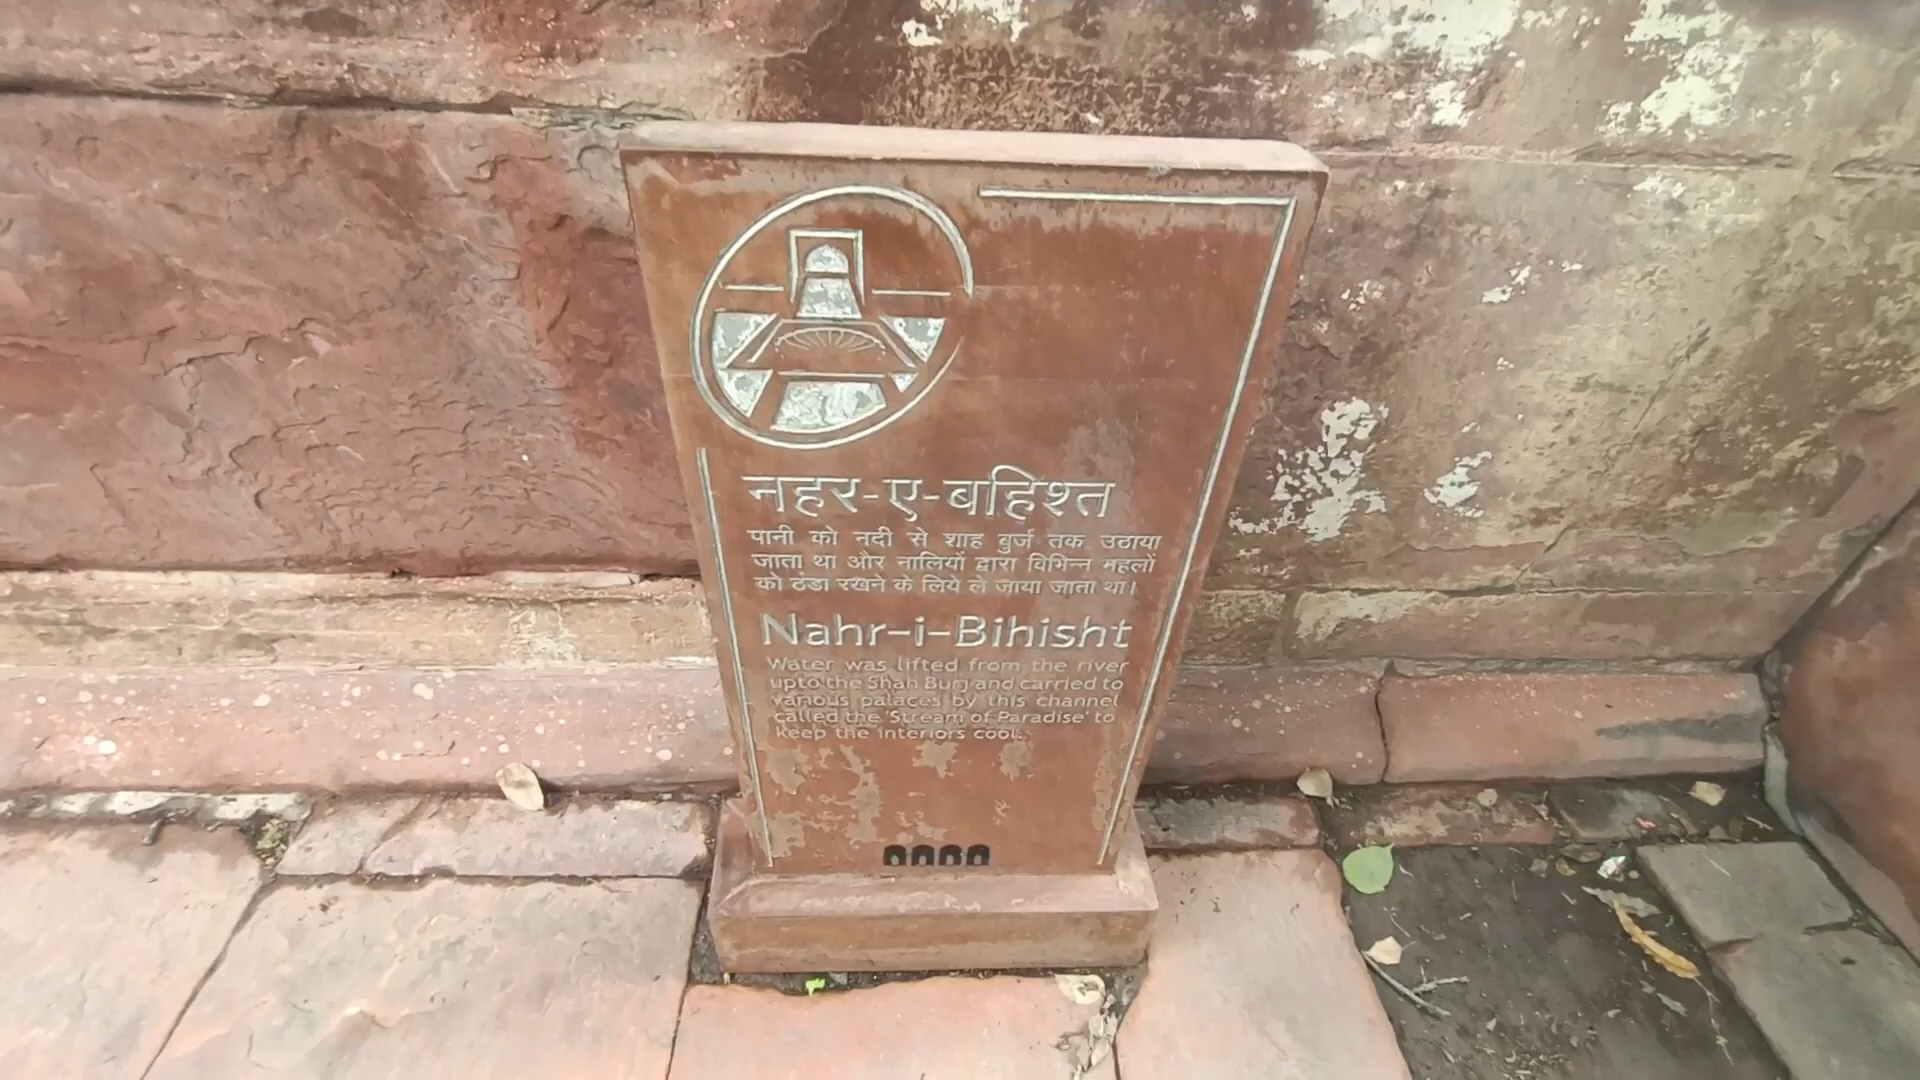 नहर-ए-बहिश्त
पानी को नदी से शाह बुर्ज तक उठाया
जाता था और नालियों द्वारा विभिन्न महलों
को ठंडा रखने के लिये ले जाया जाता था।
Nahr-i-Bihisht
Water was lifted from the river
upto the Shah Burj and carried to
various palaces by this channel
called the 'Stream of Paradise' to
keep the interiors cool.